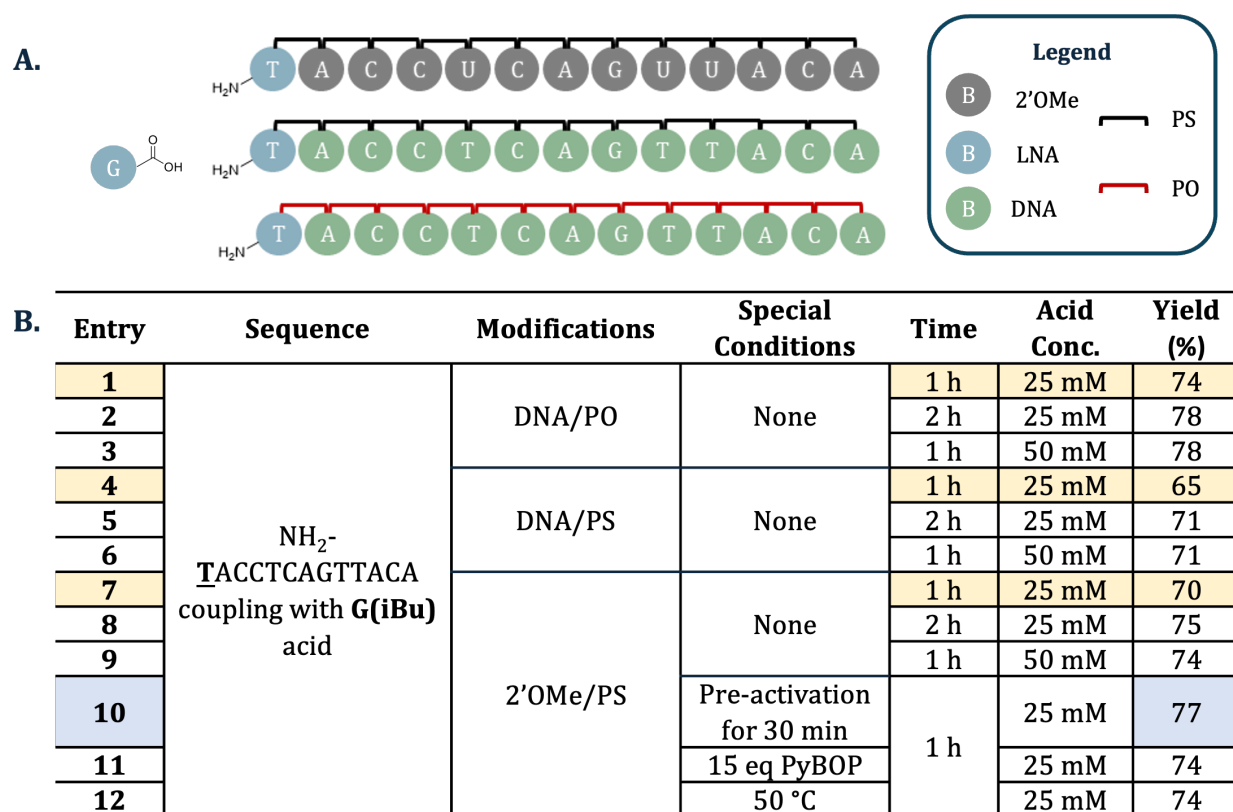 A.
T A C C U C A G U U A C A
H₂N
G
O
OH
T A C C T C A G T T A C A
H₂N
T A C C T C A G T T A C A
H₂N
Legend
B 2'OMe
B LNA
B DNA
PS
PO
B.
Entry Sequence Modifications Special Conditions Time Acid Conc. Yield (%)
NH₂-
TACCTCAGTTACA
coupling with G(iBu)
acid
DNA/PO
None
1 1 h 25 mM 74
2 2 h 25 mM 78
3 1 h 50 mM 78
DNA/PS
None
4 1 h 25 mM 65
5 2 h 25 mM 71
6 1 h 50 mM 71
2'OMe/PS
None
7 1 h 25 mM 70
8 2 h 25 mM 75
9 1 h 50 mM 74
1 h
10 Pre-activation for 30 min 25 mM 77
11 15 eq PyBOP 25 mM 74
12 50 °C 25 mM 74